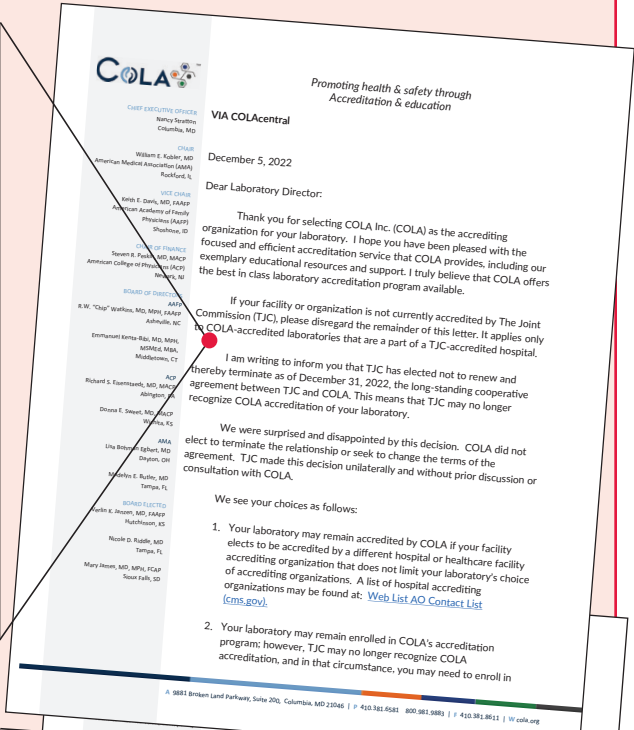 COLA
Promoting health & safety through
Accreditation & education
CHIEF EXECUTIVE OFFICER
Nancy Stratton
Columbia, MD
CHAIR
William E. Kobler, MD
American Medical Association (AMA)
Rockford, IL
VICE CHAIR
Keith E. Davis, MD, FAAFP
American Academy of Family
Physicians (AAFP)
Shoshone, ID
CHAIR OF FINANCE
Steven R. Peskin, MD, MACP
American College of Physicians (ACP)
Newark, NJ
BOARD OF DIRECTORS
AAFP
R.W. "Chip" Watkins, MD, MPH, FAAFP
Asheville, NC
Emmanuel Kenta-Bibi, MD, MPH,
MSMEd, MBA,
Middletown, CT
ACP
Richard S. Eisenstaedt, MD, MACP
Abington, PA
Donna E. Sweet, MD, MACP
Wichita, KS
AMA
Lita Egbert, MD
Dayton, OH
Madelyn E. Butler, MD
Tampa, FL
BOARD ELECTED
Verlin K. Janzen, MD, FAAFP
Hutchinson, KS
Nicole D. Riddle, MD
Tampa, FL
Mary James, MD, MPH, FCAP
Sioux Falls, SD
VIA COLAcentral
December 5, 2022
Dear Laboratory Director:
Thank you for selecting COLA Inc. (COLA) as the accrediting
organization for your laboratory. I hope you have been pleased with the
focused and efficient accreditation service that COLA provides, including our
exemplary educational resources and support. I truly believe that COLA offers
the best in class laboratory accreditation program available.
If your facility or organization is not currently accredited by The Joint
Commission (TJC), please disregard the remainder of this letter. It applies only
to COLA-accredited laboratories that are a part of a TJC-accredited hospital.
I am writing to inform you that TJC has elected not to renew and
thereby terminate as of December 31, 2022, the long-standing cooperative
agreement between TJC and COLA. This means that TJC may no longer
recognize COLA accreditation of your laboratory.
We were surprised and disappointed by this decision. COLA did not
elect to terminate the relationship or seek to change the terms of the
agreement. TJC made this decision unilaterally and without prior discussion or
consultation with COLA.
We see your choices as follows:
1. Your laboratory may remain accredited by COLA if your facility
elects to be accredited by a different hospital or healthcare facility
accrediting organization that does not limit your laboratory's choice
of accrediting organizations. A list of hospital accrediting
organizations may be found at: Web List AO Contact List
(cms.gov).
2. Your laboratory may remain enrolled in COLA's accreditation
program; however, TJC may no longer recognize COLA
accreditation, and in that circumstance, you may need to enroll in
A 9881 Broken Land Parkway, Suite 200, Columbia, MD 21046 | P 410.381.6581 800.981.9883 | F 410.381.8611 | W cola.org